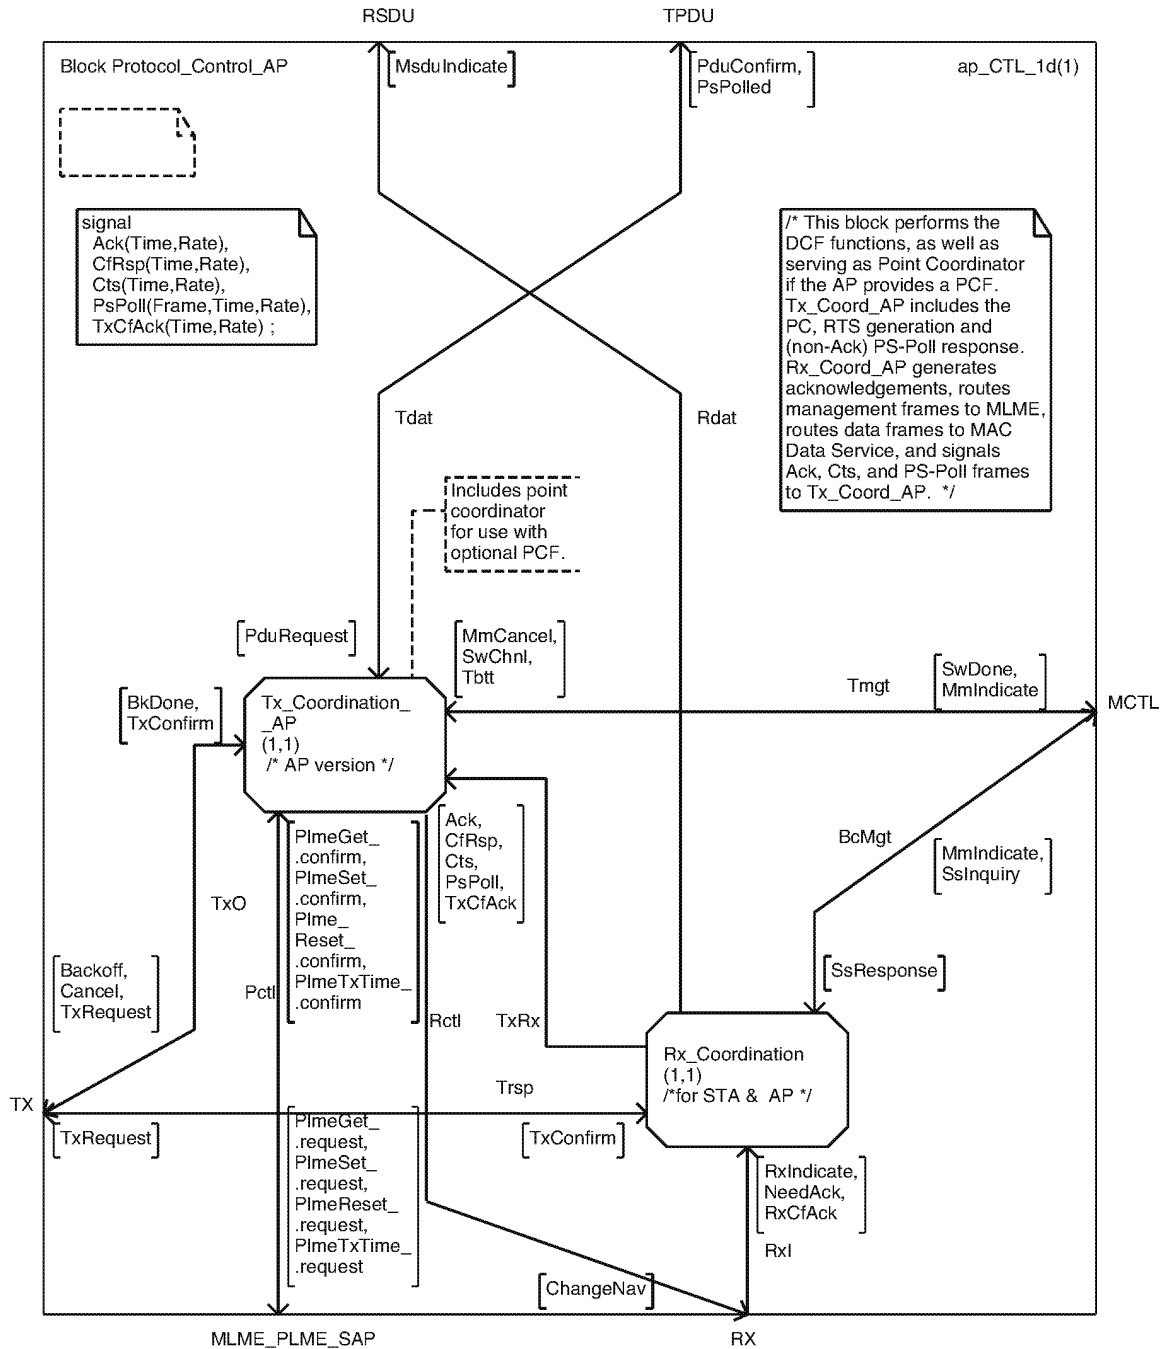 RSDU
TPDU
Block Protocol_Control_AP
MsduIndicate
PduConfirm,
PsPolled
ap_CTL_1d(1)
signal
Ack(Time,Rate),
CfRsp(Time,Rate),
Cts(Time,Rate),
PsPoll(Frame,Time,Rate),
TxCfAck(Time,Rate) ;
/* This block performs the
DCF functions, as well as
serving as Point Coordinator
if the AP provides a PCF.
Tx_Coord_AP includes the
PC, RTS generation and
(non-Ack) PS-Poll response.
Rx_Coord_AP generates
acknowledgements, routes
management frames to MLME,
routes data frames to MAC
Data Service, and signals
Ack, Cts, and PS-Poll frames
to Tx_Coord_AP.  */
Tdat
Rdat
Includes point
coordinator
for use with
optional PCF.
PduRequest
MmCancel,
SwChnl,
Tbtt
Tmgt
SwDone,
MmIndicate
MCTL
BkDone,
TxConfirm
Tx_Coordination_
_AP
(1,1)
/* AP version */
PlmeGet_
.confirm,
PlmeSet_
.confirm,
Plme_
Reset_
.confirm,
PlmeTxTime_
.confirm
Ack,
CfRsp,
Cts,
PsPoll,
TxCfAck
BcMgt
MmIndicate,
SsInquiry
TxO
Backoff,
Cancel,
TxRequest
Pctl
Rctl
TxRx
SsResponse
Rx_Coordination
(1,1)
/*for STA &  AP */
Trsp
TX
TxRequest
PlmeGet_
.request,
PlmeSet_
.request,
PlmeReset_
.request,
PlmeTxTime_
.request
TxConfirm
RxIndicate,
NeedAck,
RxCfAck
RxI
ChangeNav
MLME_PLME_SAP
RX